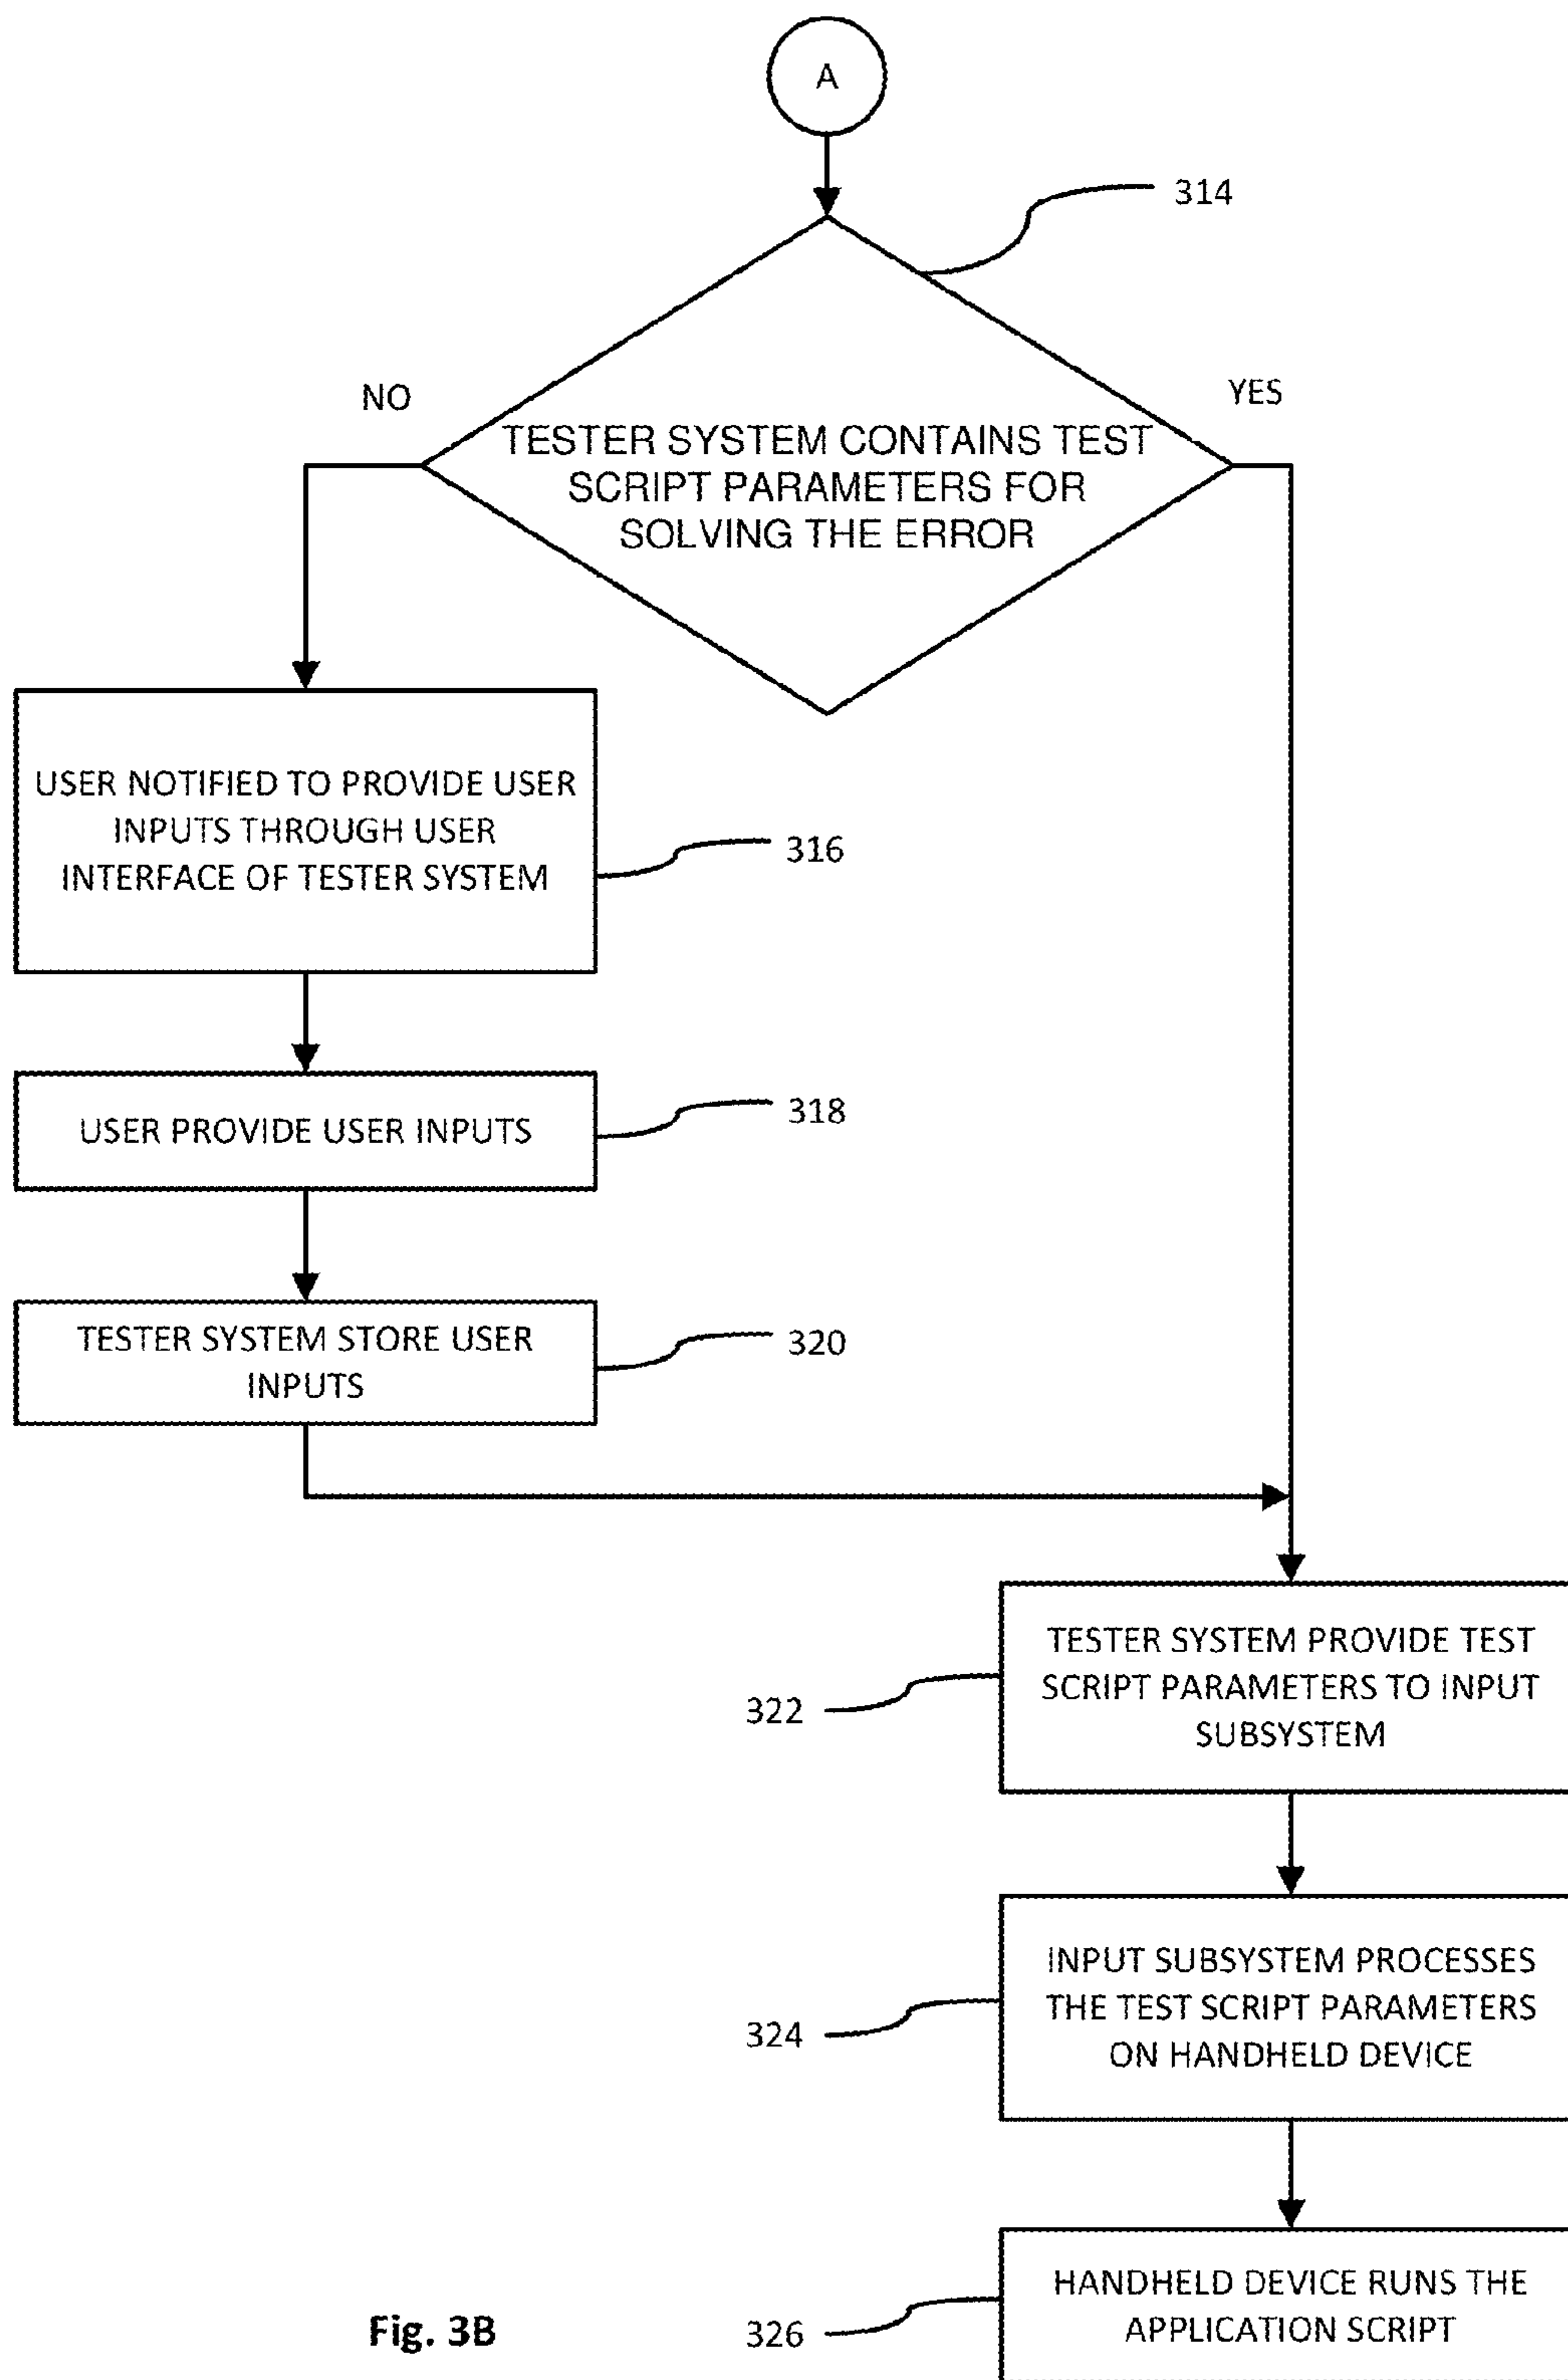 A
314
NO
YES
TESTER SYSTEM CONTAINS TEST
SCRIPT PARAMETERS FOR
SOLVING THE ERROR
USER NOTIFIED TO PROVIDE USER
INPUTS THROUGH USER
INTERFACE OF TESTER SYSTEM
316
USER PROVIDE USER INPUTS
318
TESTER SYSTEM STORE USER
INPUTS
320
TESTER SYSTEM PROVIDE TEST
SCRIPT PARAMETERS TO INPUT
SUBSYSTEM
322
INPUT SUBSYSTEM PROCESSES
THE TEST SCRIPT PARAMETERS
ON HANDHELD DEVICE
324
HANDHELD DEVICE RUNS THE
APPLICATION SCRIPT
326
Fig. 3B